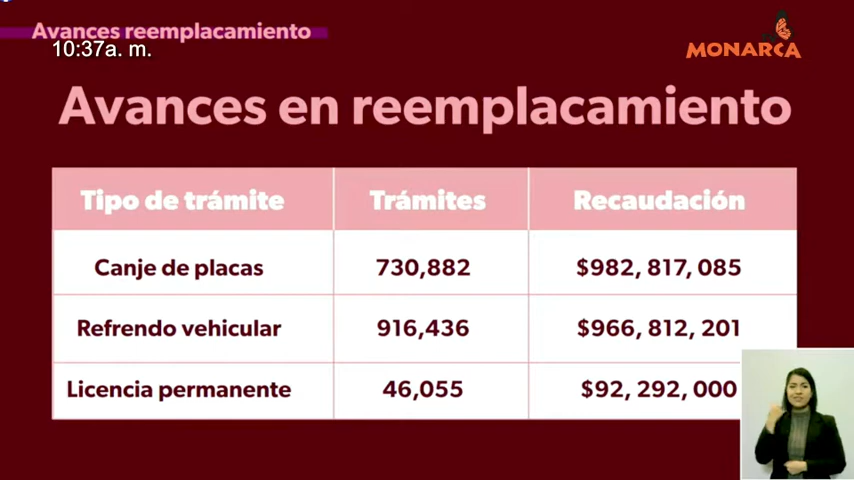 Avances reemplacamiento
10:37a. m.
MONARCA
Avances en reemplacamiento
Tipo de trámite Trámites Recaudación
Canje de placas 730,882 $982, 817, 085
Refrendo vehicular 916,436 $966, 812, 201
Licencia permanente 46,055 $92, 292, 000